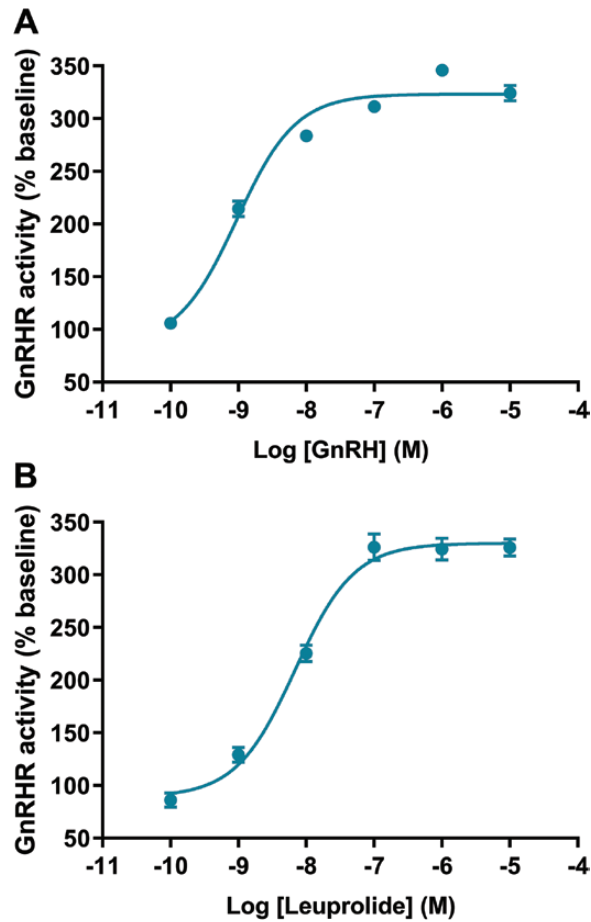 A
GnRHR activity (% baseline)
350
300
250
200
150
100
50
-11 -10 -9 -8 -7 -6 -5 -4
Log [GnRH] (M)
B
GnRHR activity (% baseline)
350
300
250
200
150
100
50
-11 -10 -9 -8 -7 -6 -5 -4
Log [Leuprolide] (M)